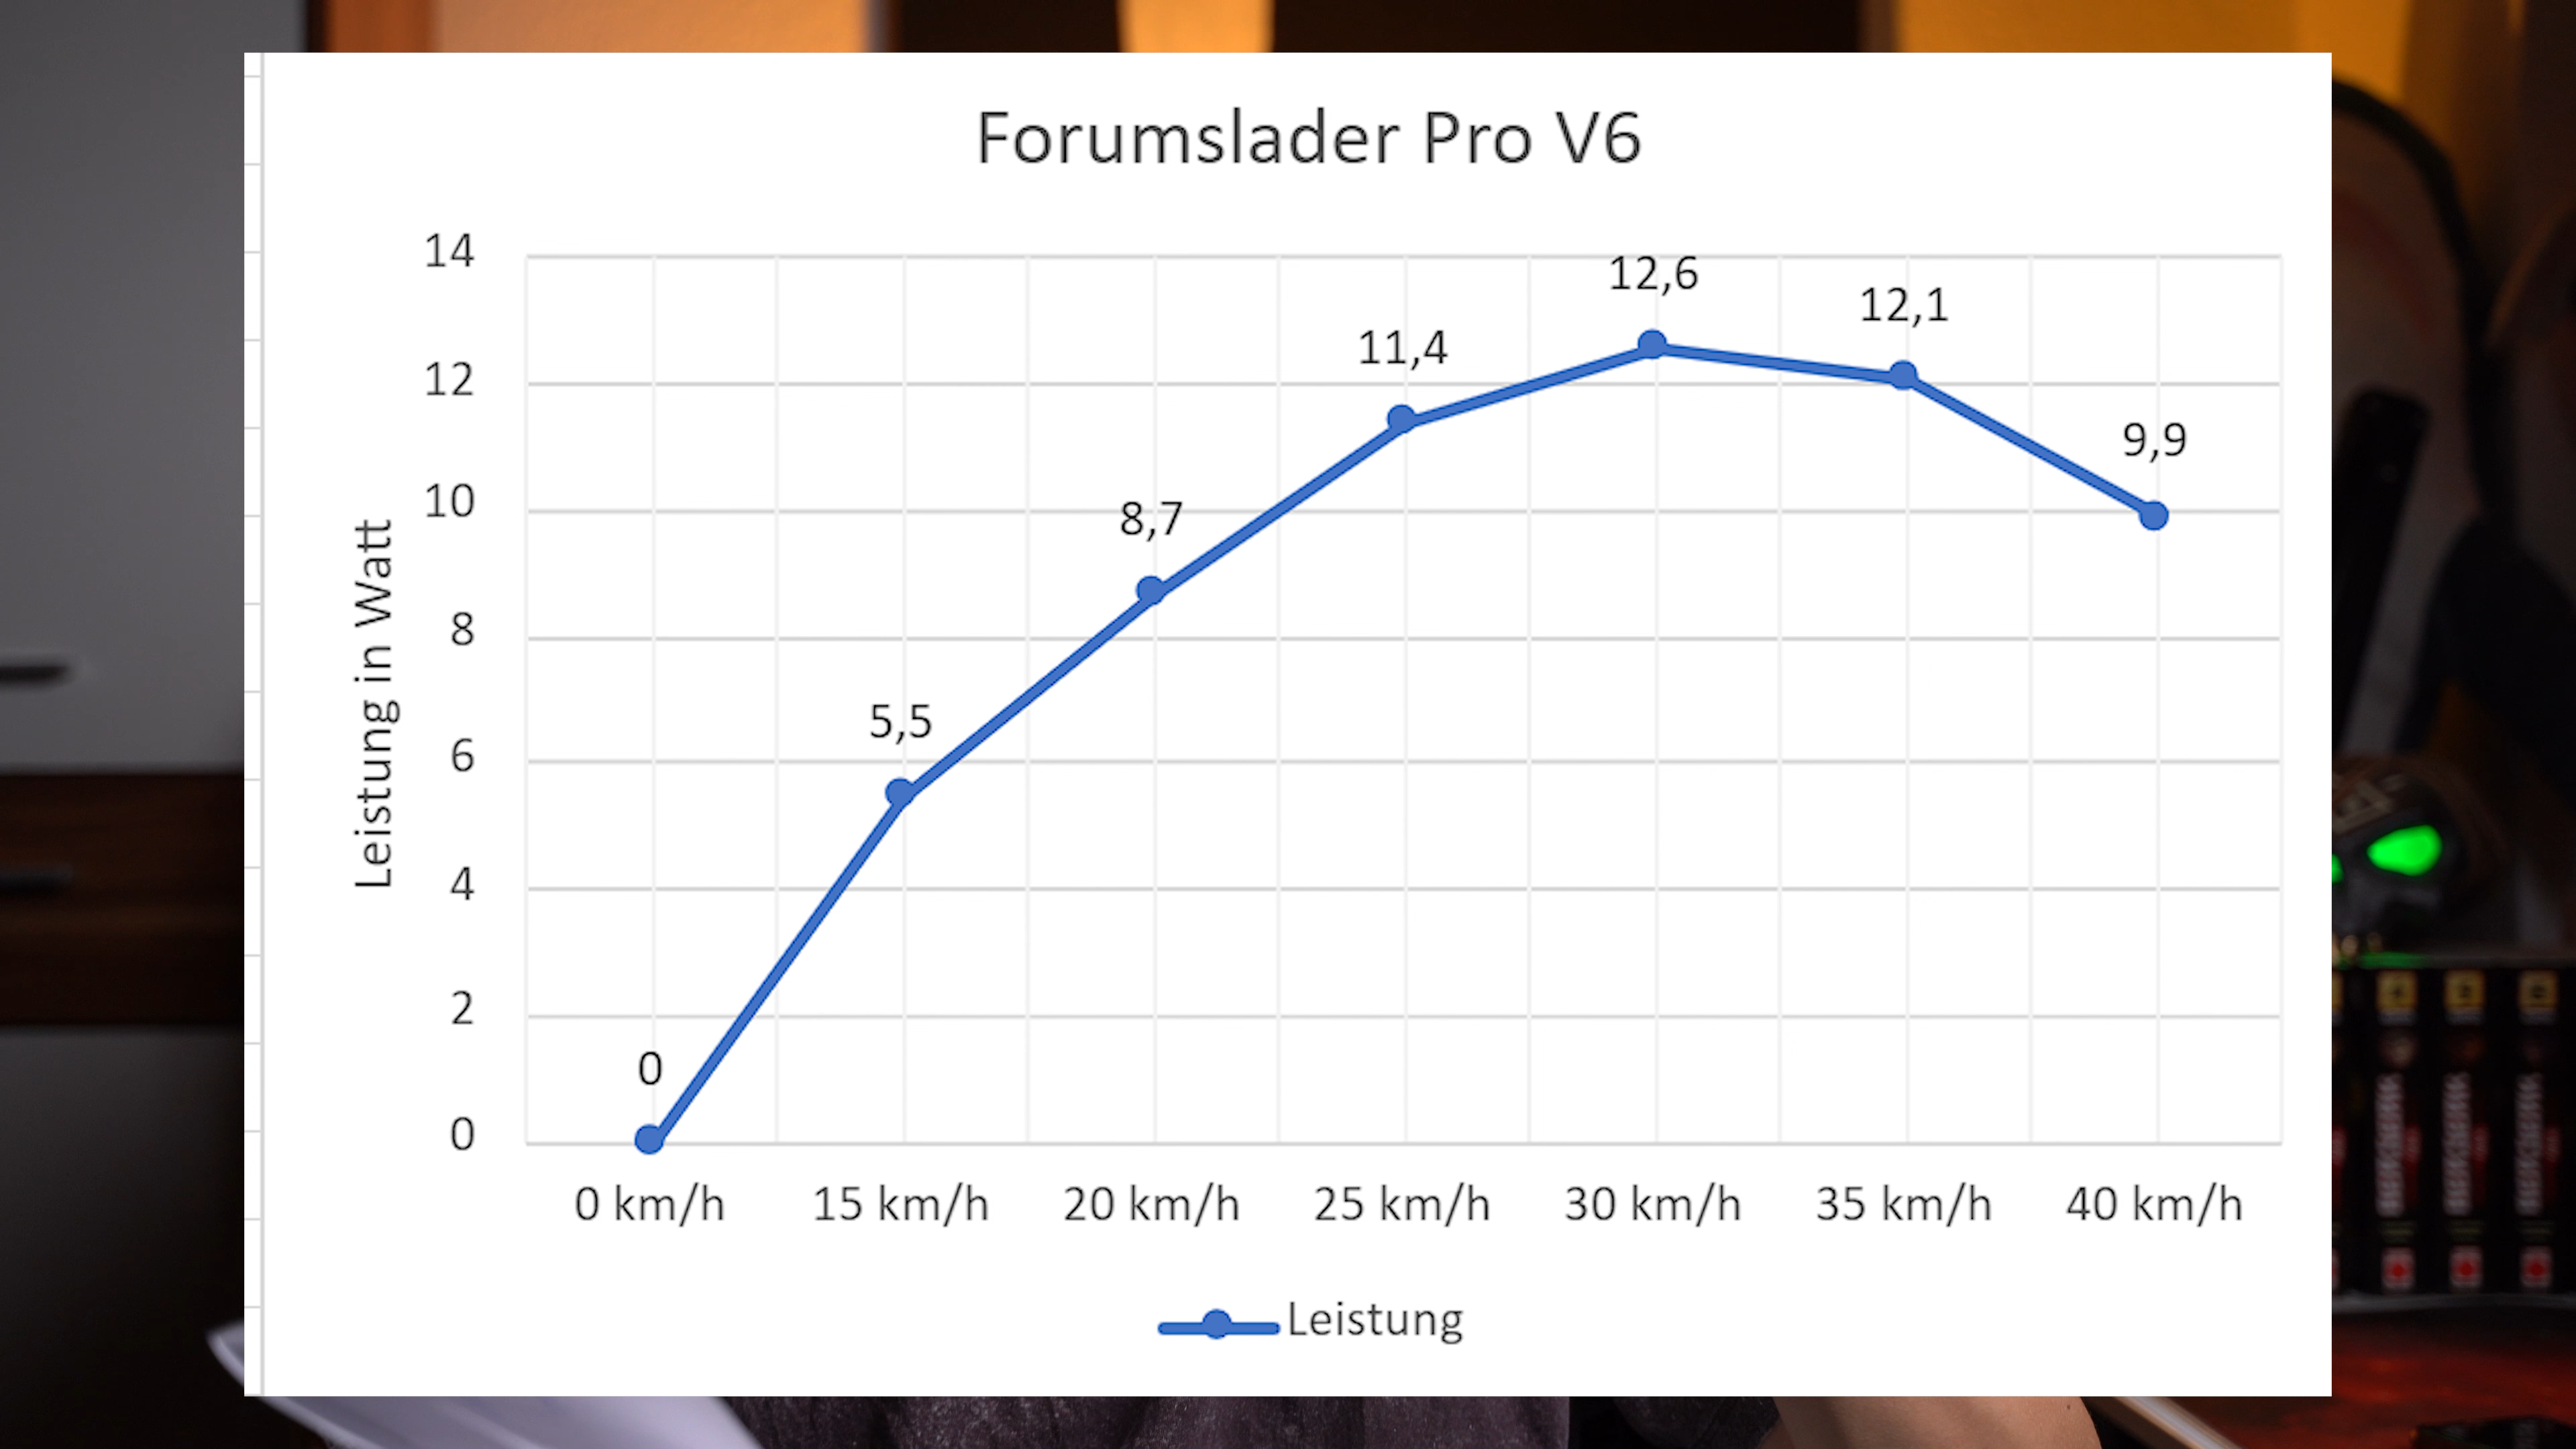 Forumslader Pro V6
14
12
10
8
6
4
2
0
Leistung in Watt
0
5,5
8,7
11,4
12,6
12,1
9,9
0 km/h
15 km/h
20 km/h
25 km/h
30 km/h
35 km/h
40 km/h
Leistung